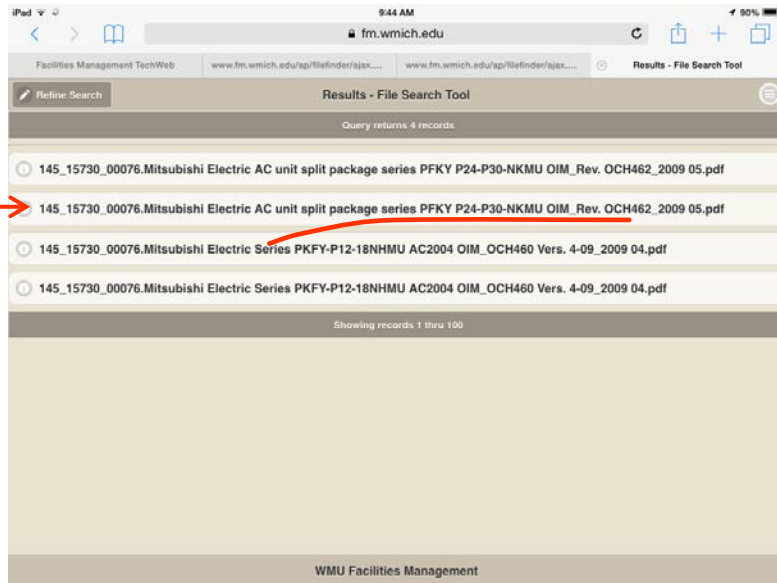 iPad 9:44 AM 90%
fm.wmich.edu
Facilities Management TechWeb www.fm.wmich.edu/ap/filefinder/ajax.... www.fm.wmich.edu/ap/filefinder/ajax.... Results - File Search Tool
Refine Search Results - File Search Tool
Query returns 4 records
145_15730_00076.Mitsubishi Electric AC unit split package series PFKY P24-P30-NKMU OIM_Rev. OCH462_2009 05.pdf
145_15730_00076.Mitsubishi Electric AC unit split package series PFKY P24-P30-NKMU OIM_Rev. OCH462_2009 05.pdf
145_15730_00076.Mitsubishi Electric Series PKFY-P12-18NHMU AC2004 OIM_OCH460 Vers. 4-09_2009 04.pdf
145_15730_00076.Mitsubishi Electric Series PKFY-P12-18NHMU AC2004 OIM_OCH460 Vers. 4-09_2009 04.pdf
Showing records 1 thru 100
WMU Facilities Management